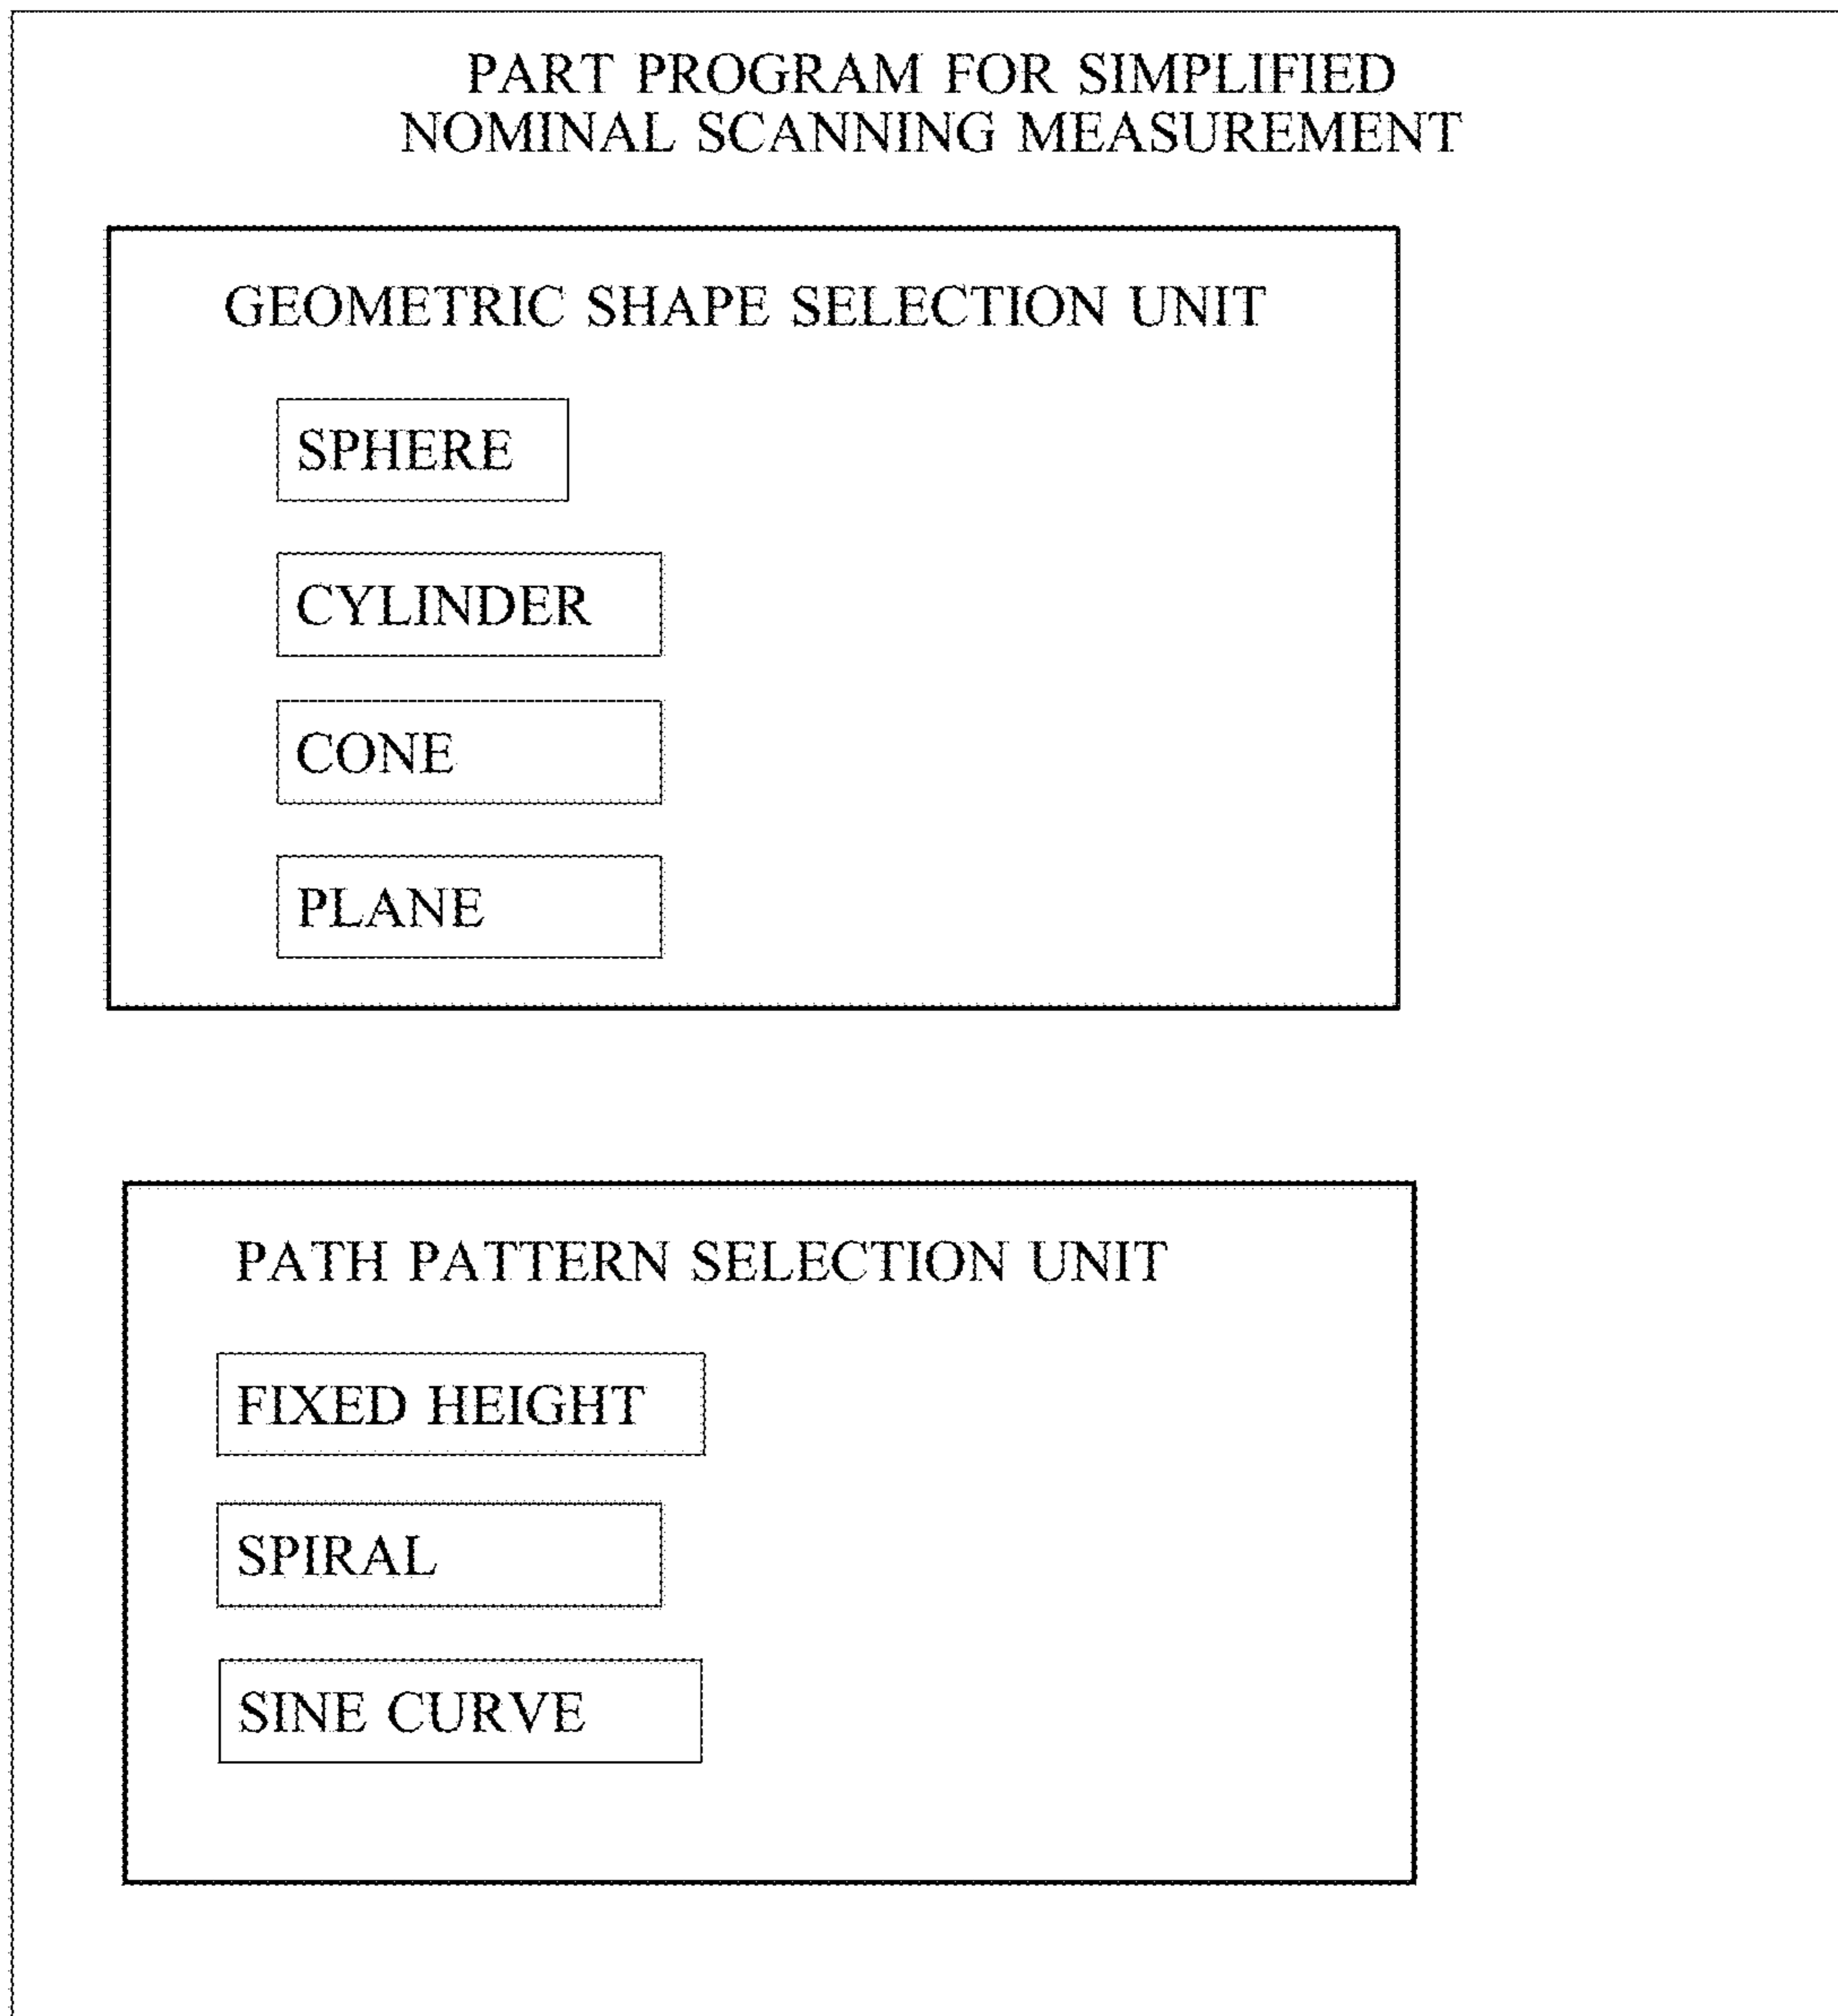 PART PROGRAM FOR SIMPLIFIED
NOMINAL SCANNING MEASUREMENT
GEOMETRIC SHAPE SELECTION UNIT
SPHERE
CYLINDER
CONE
PLANE
PATH PATTERN SELECTION UNIT
FIXED HEIGHT
SPIRAL
SINE CURVE